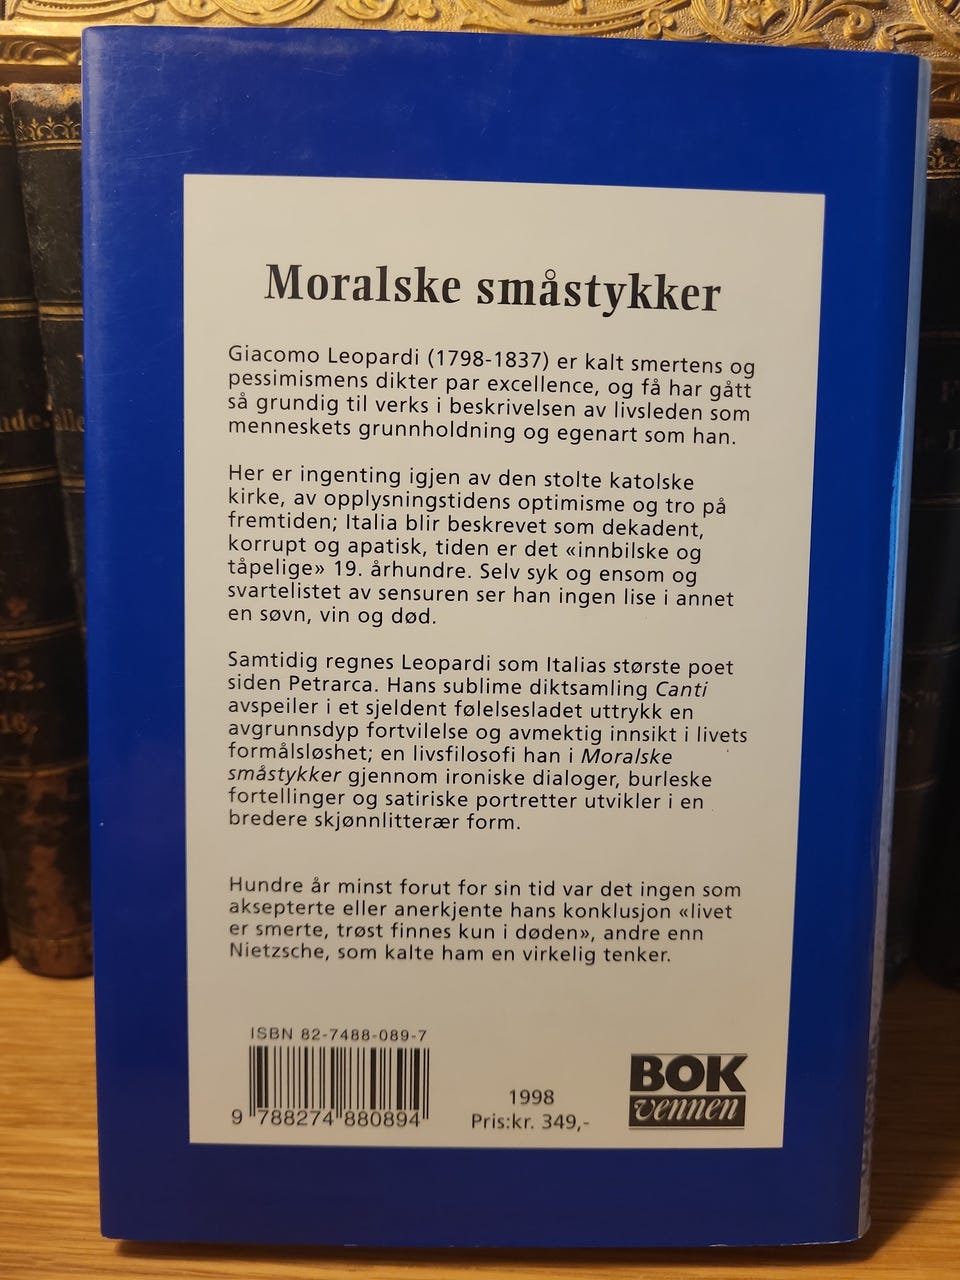 Moralske småstykker
Giacomo Leopardi (1798-1837) er kalt smertens og
pessimismens dikter par excellence, og få har gått
så grundig til verks i beskrivelsen av livsleden som
menneskets grunnholdning og egenart som han.
Her er ingenting igjen av den stolte katolske
kirke, av opplysningstidens optimisme og tro på
fremtiden; Italia blir beskrevet som dekadent,
korrupt og apatisk, tiden er det «innbilske og
tåpelige» 19. århundre. Selv syk og ensom og
svartelistet av sensuren ser han ingen lise i annet
en søvn, vin og død.
Samtidig regnes Leopardi som Italias største poet
siden Petrarca. Hans sublime diktsamling Canti
avspeiler i et sjeldent følelsesladet uttrykk en
avgrunnsdyp fortvilelse og avmektig innsikt i livets
formålsløshet; en livsfilosofi han i Moralske
småstykker gjennom ironiske dialoger, burleske
fortellinger og satiriske portretter utvikler i en
bredere skjønnlitterær form.
Hundre år minst forut for sin tid var det ingen som
aksepterte eller anerkjente hans konklusjon «livet
er smerte, trøst finnes kun i døden», andre enn
Nietzsche, som kalte ham en virkelig tenker.
ISBN 82-7488-089-7
9 788274 880894
1998
Pris:kr. 349,-
BOK
vennen